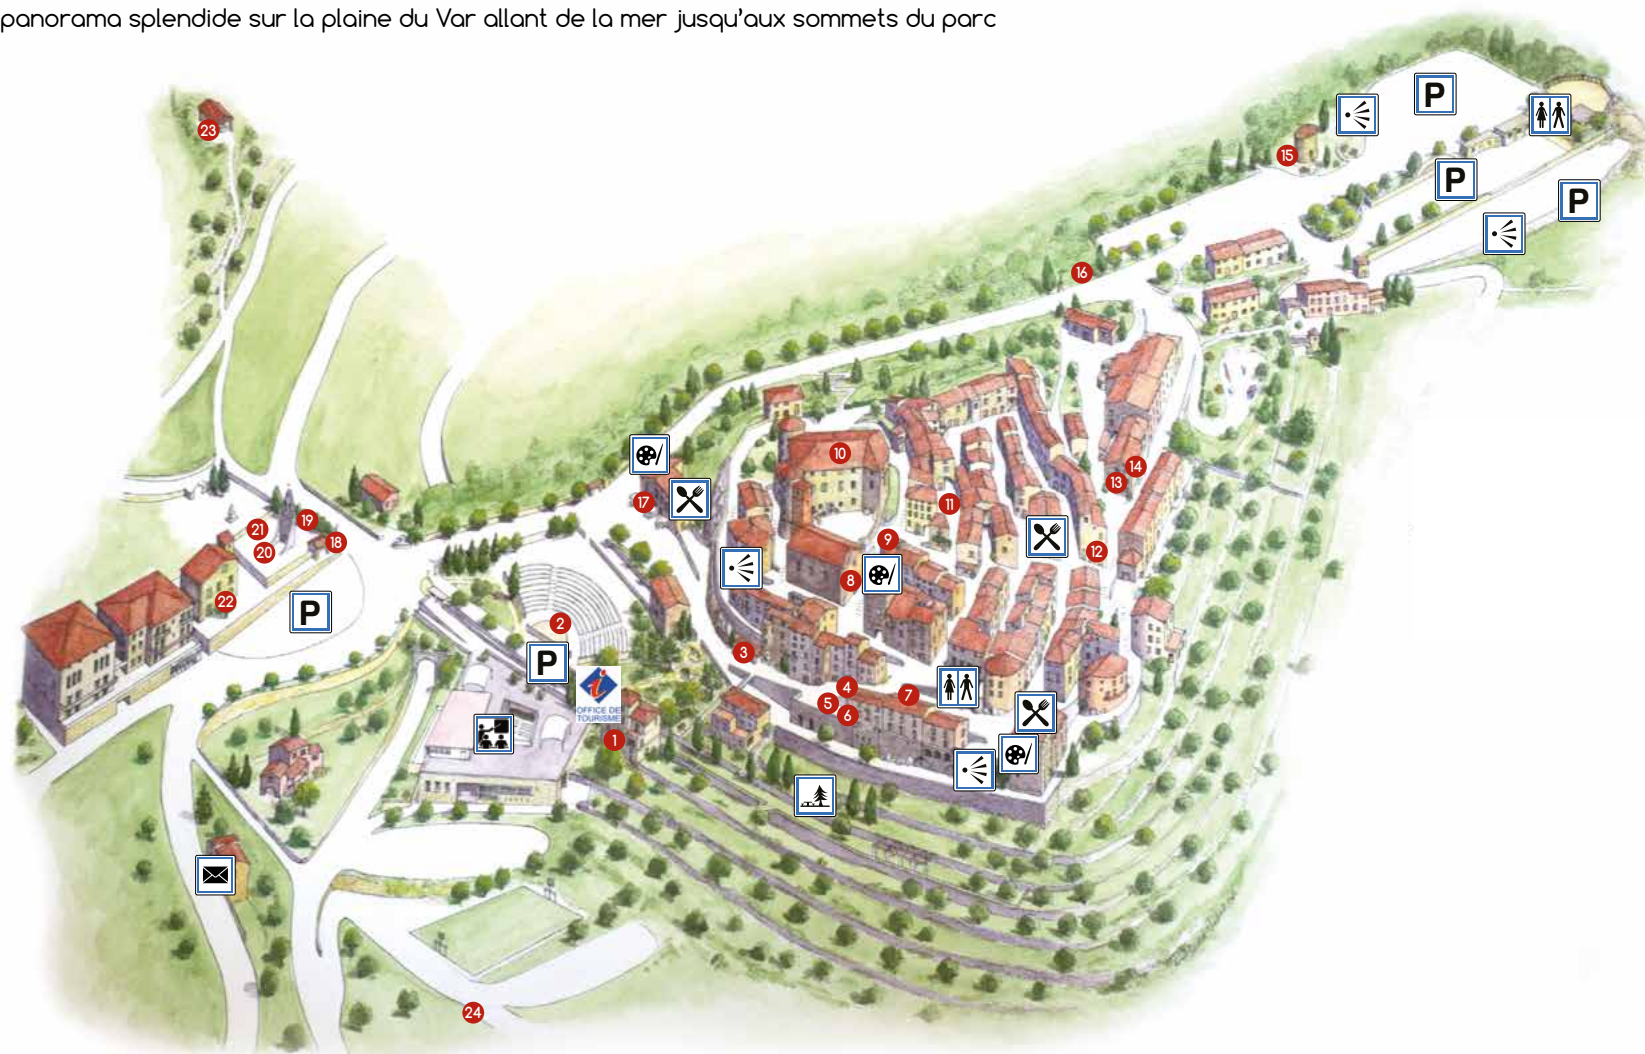 panorama splendide sur la plaine du Var allant de la mer jusqu'aux sommets du parc
23
P
15
P
P
16
10
14
13
17
11
21
19
20
18
9
12
8
22
P
2
P
3
i
OFFICE DE
TOURISME
4
5
7
6
1
24